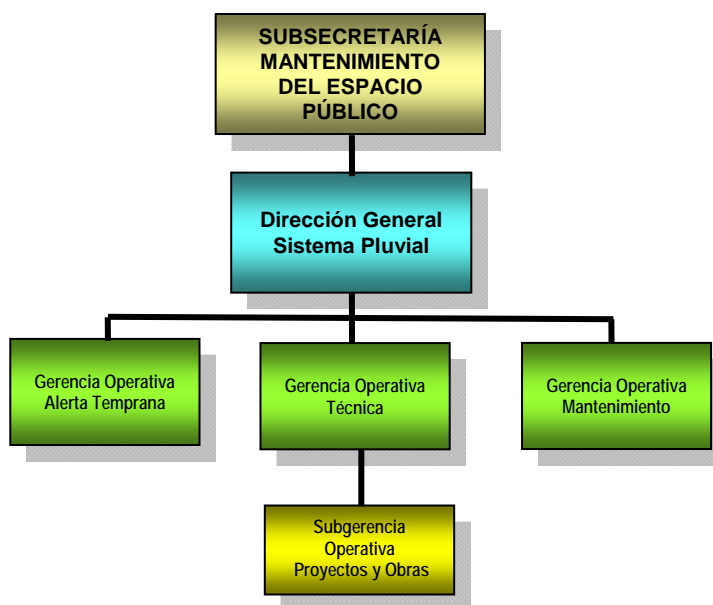 SUBSECRETARÍA
MANTENIMIENTO
DEL ESPACIO
PÚBLICO
Dirección General
Sistema Pluvial
Gerencia Operativa
Alerta Temprana
Gerencia Operativa
Técnica
Gerencia Operativa
Mantenimiento
Subgerencia
Operativa
Proyectos y Obras